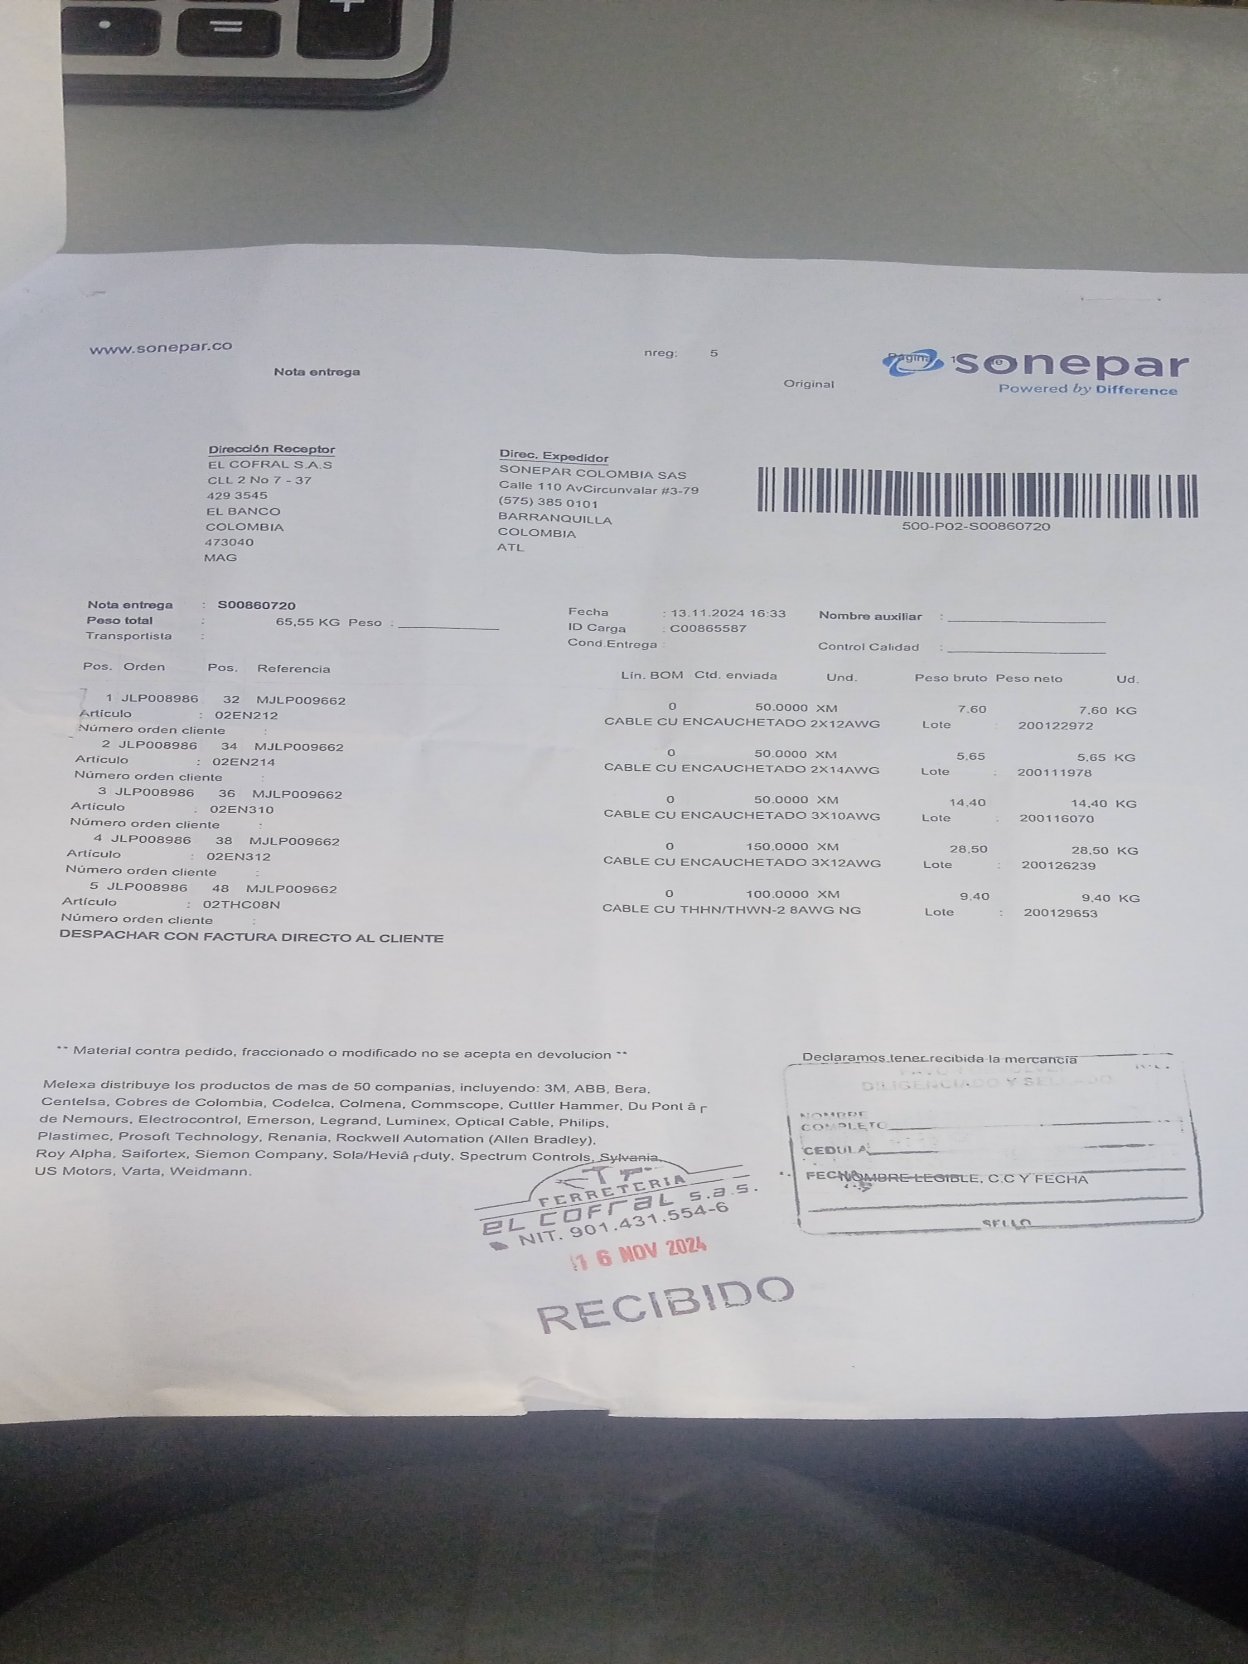 www.sonepar.co
nreg: 5
Nota entrega
Original
sonepar
Powered by Difference
Dirección Receptor
EL COFRAL S.A.S
CLL 2 No 7 - 37
429 3545
EL BANCO
COLOMBIA
473040
MAG
Direc. Expedidor
SONEPAR COLOMBIA SAS
Calle 110 AvCircunvalar #3-79
(575) 385 0101
BARRANQUILLA
COLOMBIA
ATL
500-P02-S00860720
Nota entrega : S00860720
Peso total : 65,55 KG Peso :
Transportista :
Fecha : 13.11.2024 16:33
ID Carga : C00865587
Cond.Entrega :
Nombre auxiliar :
Control Calidad :
Pos. Orden Pos. Referencia Lín. BOM Ctd. enviada Und. Peso bruto Peso neto Ud.
1 JLP008986 32 MJLP009662 0 50.0000 XM 7,60 7,60 KG
Artículo : 02EN212 CABLE CU ENCAUCHETADO 2X12AWG Lote : 200122972
Número orden cliente :
2 JLP008986 34 MJLP009662 0 50.0000 XM 5,65 5,65 KG
Artículo : 02EN214 CABLE CU ENCAUCHETADO 2X14AWG Lote : 200111978
Número orden cliente :
3 JLP008986 36 MJLP009662 0 50.0000 XM 14,40 14,40 KG
Artículo : 02EN310 CABLE CU ENCAUCHETADO 3X10AWG Lote : 200116070
Número orden cliente :
4 JLP008986 38 MJLP009662 0 150.0000 XM 28,50 28,50 KG
Artículo : 02EN312 CABLE CU ENCAUCHETADO 3X12AWG Lote : 200126239
Número orden cliente :
5 JLP008986 48 MJLP009662 0 100.0000 XM 9,40 9,40 KG
Artículo : 02THC08N CABLE CU THHN/THWN-2 8AWG NG Lote : 200129653
Número orden cliente :
DESPACHAR CON FACTURA DIRECTO AL CLIENTE
** Material contra pedido, fraccionado o modificado no se acepta en devolucion **
Melexa distribuye los productos de mas de 50 companias, incluyendo: 3M, ABB, Bera,
Centelsa, Cobres de Colombia, Codelca, Colmena, Commscope, Cuttler Hammer, Du Pont â ┌
de Nemours, Electrocontrol, Emerson, Legrand, Luminex, Optical Cable, Philips,
Plastimec, Prosoft Technology, Renania, Rockwell Automation (Allen Bradley),
Roy Alpha, Saifortex, Siemon Company, Sola/Heviâ ┌duty, Spectrum Controls, Sylvania,
US Motors, Varta, Weidmann.
Declaramos tener recibida la mercancia
DILIGENCIADO Y SELLADO
NOMBRE
COMPLETO
CEDULA
FECHA
NOMBRE LEGIBLE, C.C Y FECHA
SELLO
FERRETERIA
EL COFRAL s.a.s.
NIT. 901.431.554-6
16 NOV 2024
RECIBIDO